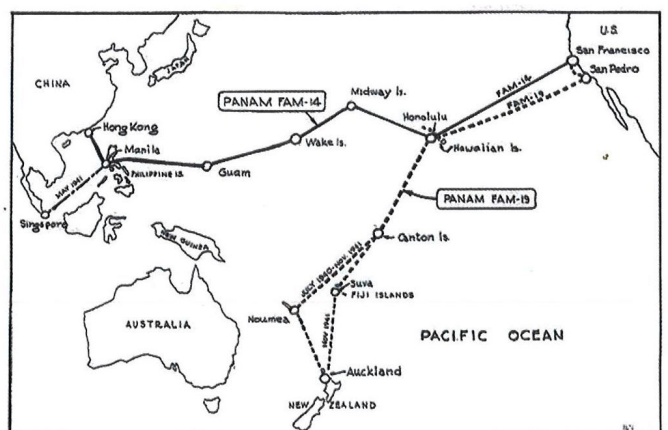 U.S.
San Francisco
San Pedro
CHINA
JAPAN
FAM-14
FAM-19
PANAM FAM-14
Midway Is.
Honolulu
Hawaiian Is.
Hong Kong
Wake Is.
Manila
Guam
PHILIPPINE IS.
MAY 1941
Singapore
PANAM FAM-19
NEW GUINEA
Canton Is.
JULY 1940-NOV. 1941
Suva
FIJI ISLANDS
Noumea
NOV 1941
AUSTRALIA
PACIFIC OCEAN
Auckland
NEW ZEALAND